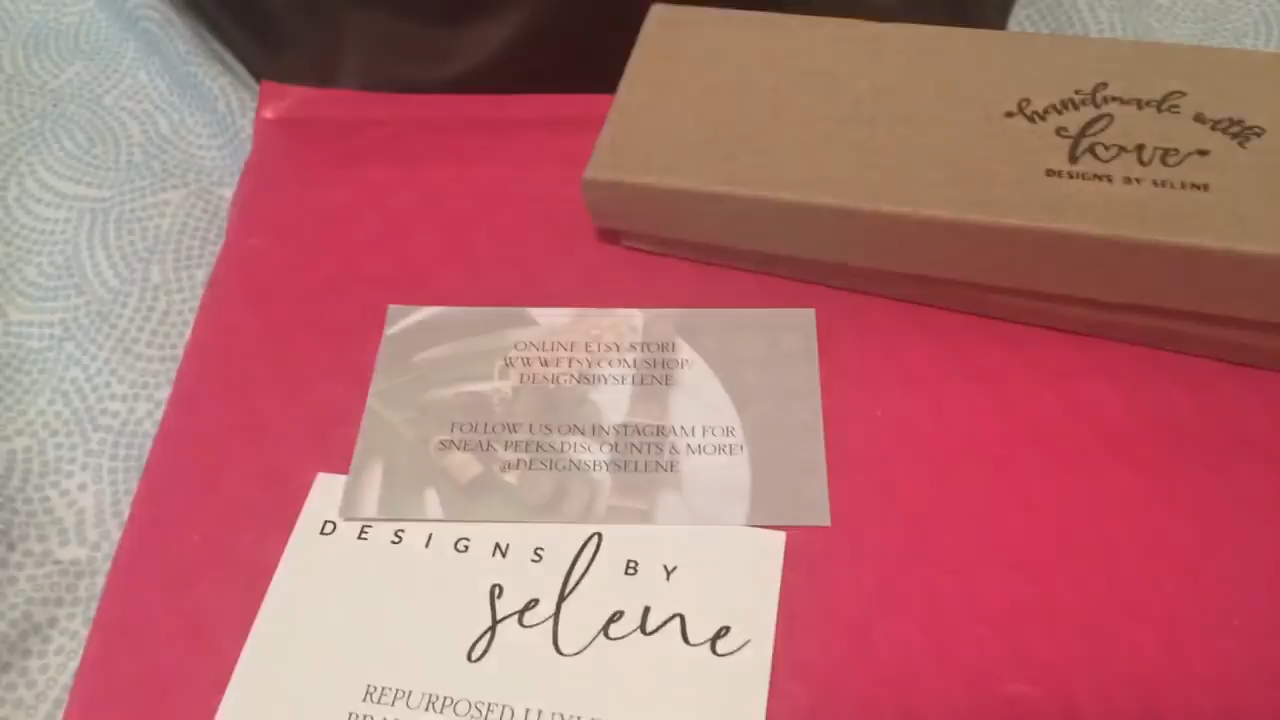 handmade with
love
DESIGNS BY SELENE
ONLINE ETSY STORE
WWW.ETSY.COM/SHOP/
DESIGNSBYSELENE
FOLLOW US ON INSTAGRAM FOR
SNEAK PEEKS,DISCOUNTS & MORE!
@DESIGNSBYSELENE
DESIGNS BY
selene
REPURPOSED